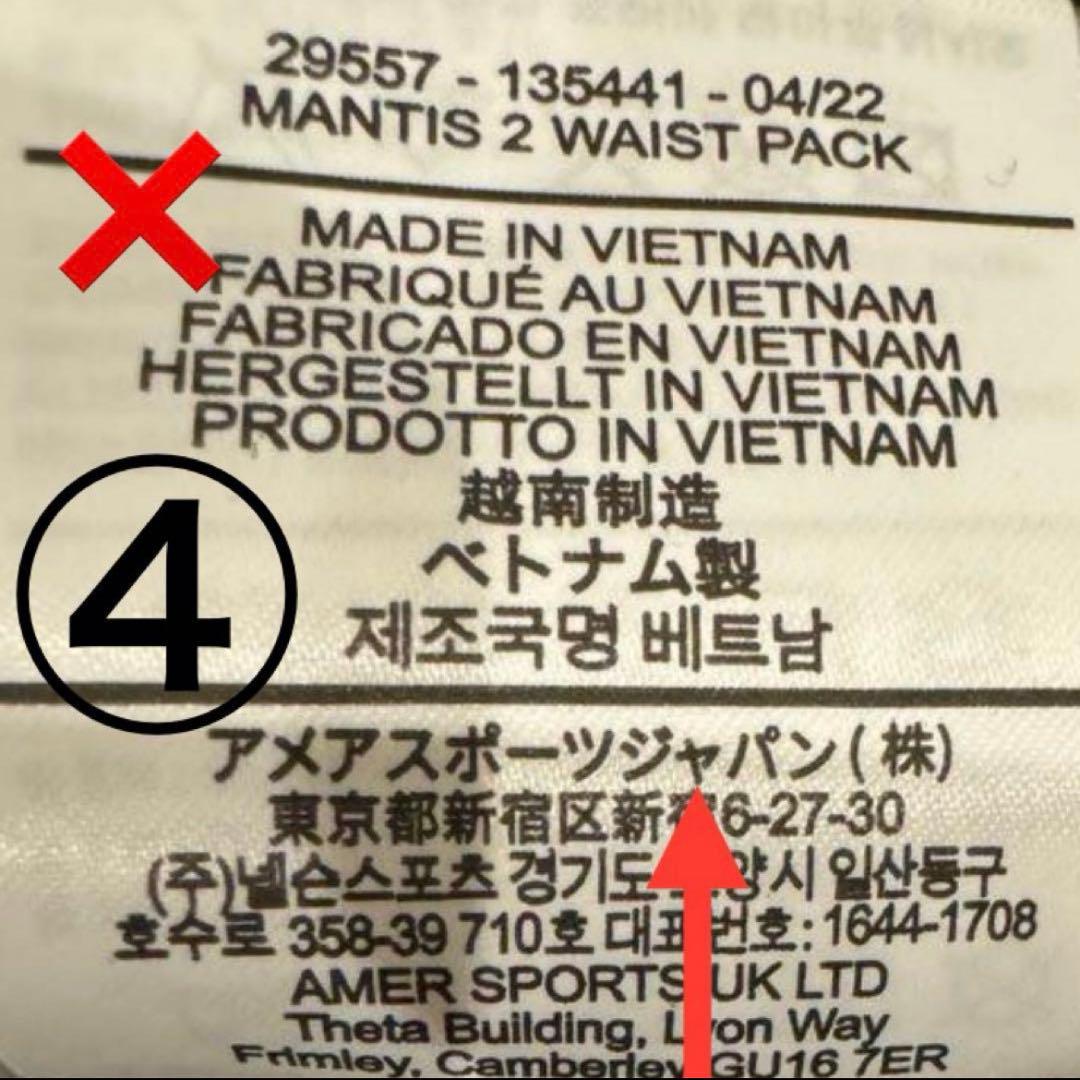 29557 - 135441 - 04/22
MANTIS 2 WAIST PACK
MADE IN VIETNAM
FABRIQUÉ AU VIETNAM
FABRICADO EN VIETNAM
HERGESTELLT IN VIETNAM
PRODOTTO IN VIETNAM
越南制造
ベトナム製
제조국명 베트남
④
アメアスポーツジャパン(株)
東京都新宿区新宿6-27-30
(주)넬슨스포츠 경기도 양시 일산동구
호수로 358-39 710호 대표번호: 1644-1708
AMER SPORTS UK LTD
Theta Building, Lyon Way
Frimley, Camberley GU16 7ER